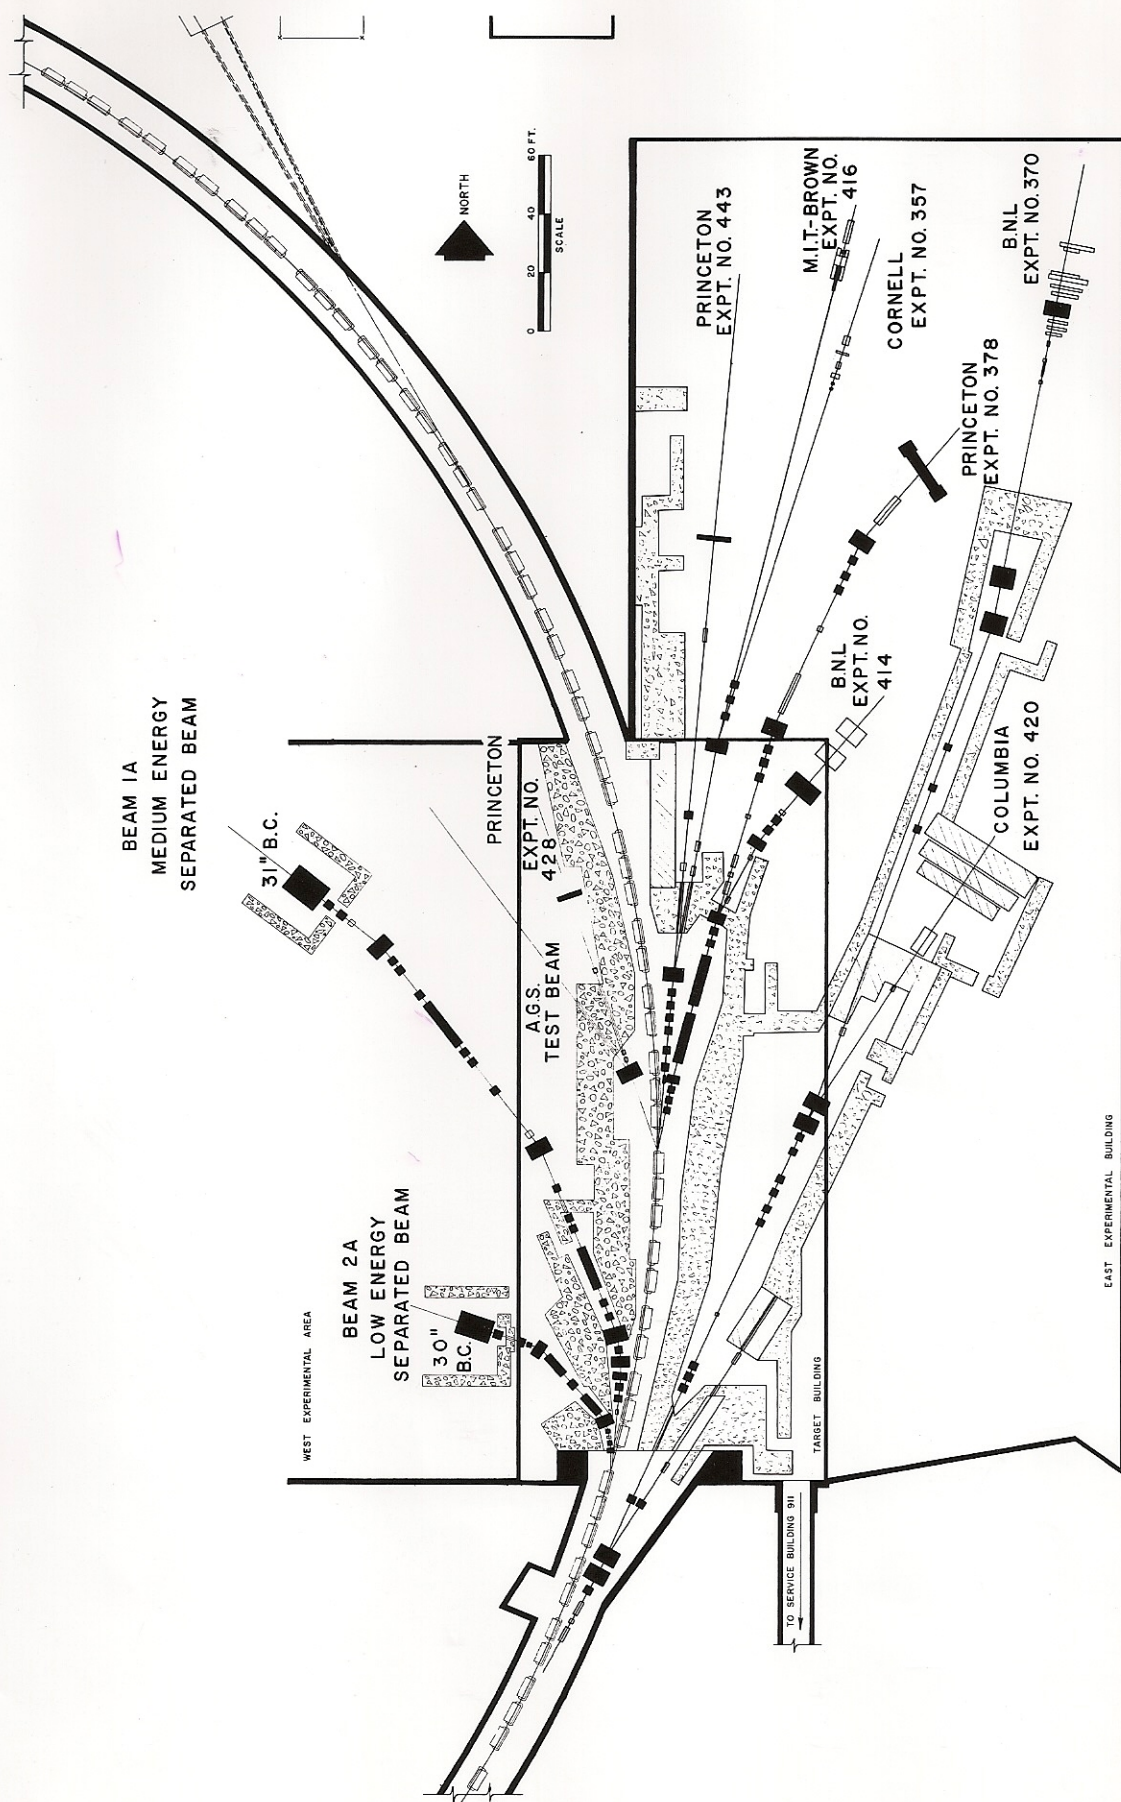 BEAM 1A
MEDIUM ENERGY
SEPARATED BEAM
31" B.C.
WEST EXPERIMENTAL AREA
BEAM 2A
LOW ENERGY
SEPARATED BEAM
30"
B.C.
PRINCETON
EXPT. NO.
428
A.G.S.
TEST BEAM
NORTH
0 20 40 60 FT.
SCALE
PRINCETON
EXPT. NO. 443
M.I.T.-BROWN
EXPT. NO.
416
CORNELL
EXPT. NO. 357
PRINCETON
EXPT. NO. 378
B.N.L
EXPT. NO. 370
B.N.L
EXPT. NO.
414
COLUMBIA
EXPT. NO. 420
TARGET BUILDING
TO SERVICE BUILDING 911
EAST EXPERIMENTAL BUILDING